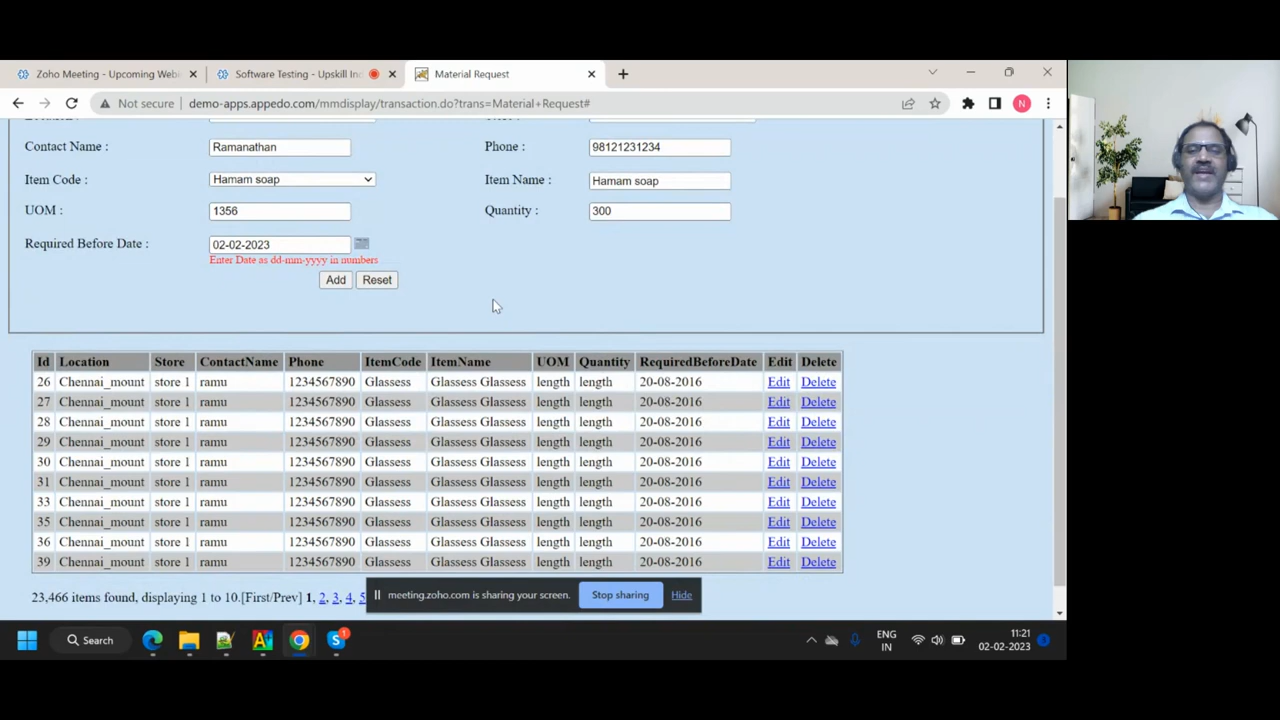 Zoho Meeting - Upcoming Webi
Software Testing - Upskill Inc
Material Request
Not secure
demo-apps.appedo.com/mmdisplay/transaction.do?trans=Material+Request#
N
Contact Name : Ramanathan Phone : 98121231234
Item Code : Hamam soap Item Name : Hamam soap
UOM : 1356 Quantity : 300
Required Before Date : 02-02-2023
Enter Date as dd-mm-yyyy in numbers
Add Reset
Id Location Store ContactName Phone ItemCode ItemName UOM Quantity RequiredBeforeDate Edit Delete
26 Chennai_mount store 1 ramu 1234567890 Glassess Glassess Glassess length length 20-08-2016 Edit Delete
27 Chennai_mount store 1 ramu 1234567890 Glassess Glassess Glassess length length 20-08-2016 Edit Delete
28 Chennai_mount store 1 ramu 1234567890 Glassess Glassess Glassess length length 20-08-2016 Edit Delete
29 Chennai_mount store 1 ramu 1234567890 Glassess Glassess Glassess length length 20-08-2016 Edit Delete
30 Chennai_mount store 1 ramu 1234567890 Glassess Glassess Glassess length length 20-08-2016 Edit Delete
31 Chennai_mount store 1 ramu 1234567890 Glassess Glassess Glassess length length 20-08-2016 Edit Delete
33 Chennai_mount store 1 ramu 1234567890 Glassess Glassess Glassess length length 20-08-2016 Edit Delete
35 Chennai_mount store 1 ramu 1234567890 Glassess Glassess Glassess length length 20-08-2016 Edit Delete
36 Chennai_mount store 1 ramu 1234567890 Glassess Glassess Glassess length length 20-08-2016 Edit Delete
39 Chennai_mount store 1 ramu 1234567890 Glassess Glassess Glassess length length 20-08-2016 Edit Delete
23,466 items found, displaying 1 to 10.[First/Prev] 1, 2, 3, 4, 5
meeting.zoho.com is sharing your screen. Stop sharing Hide
Search
ENG
IN
11:21
02-02-2023